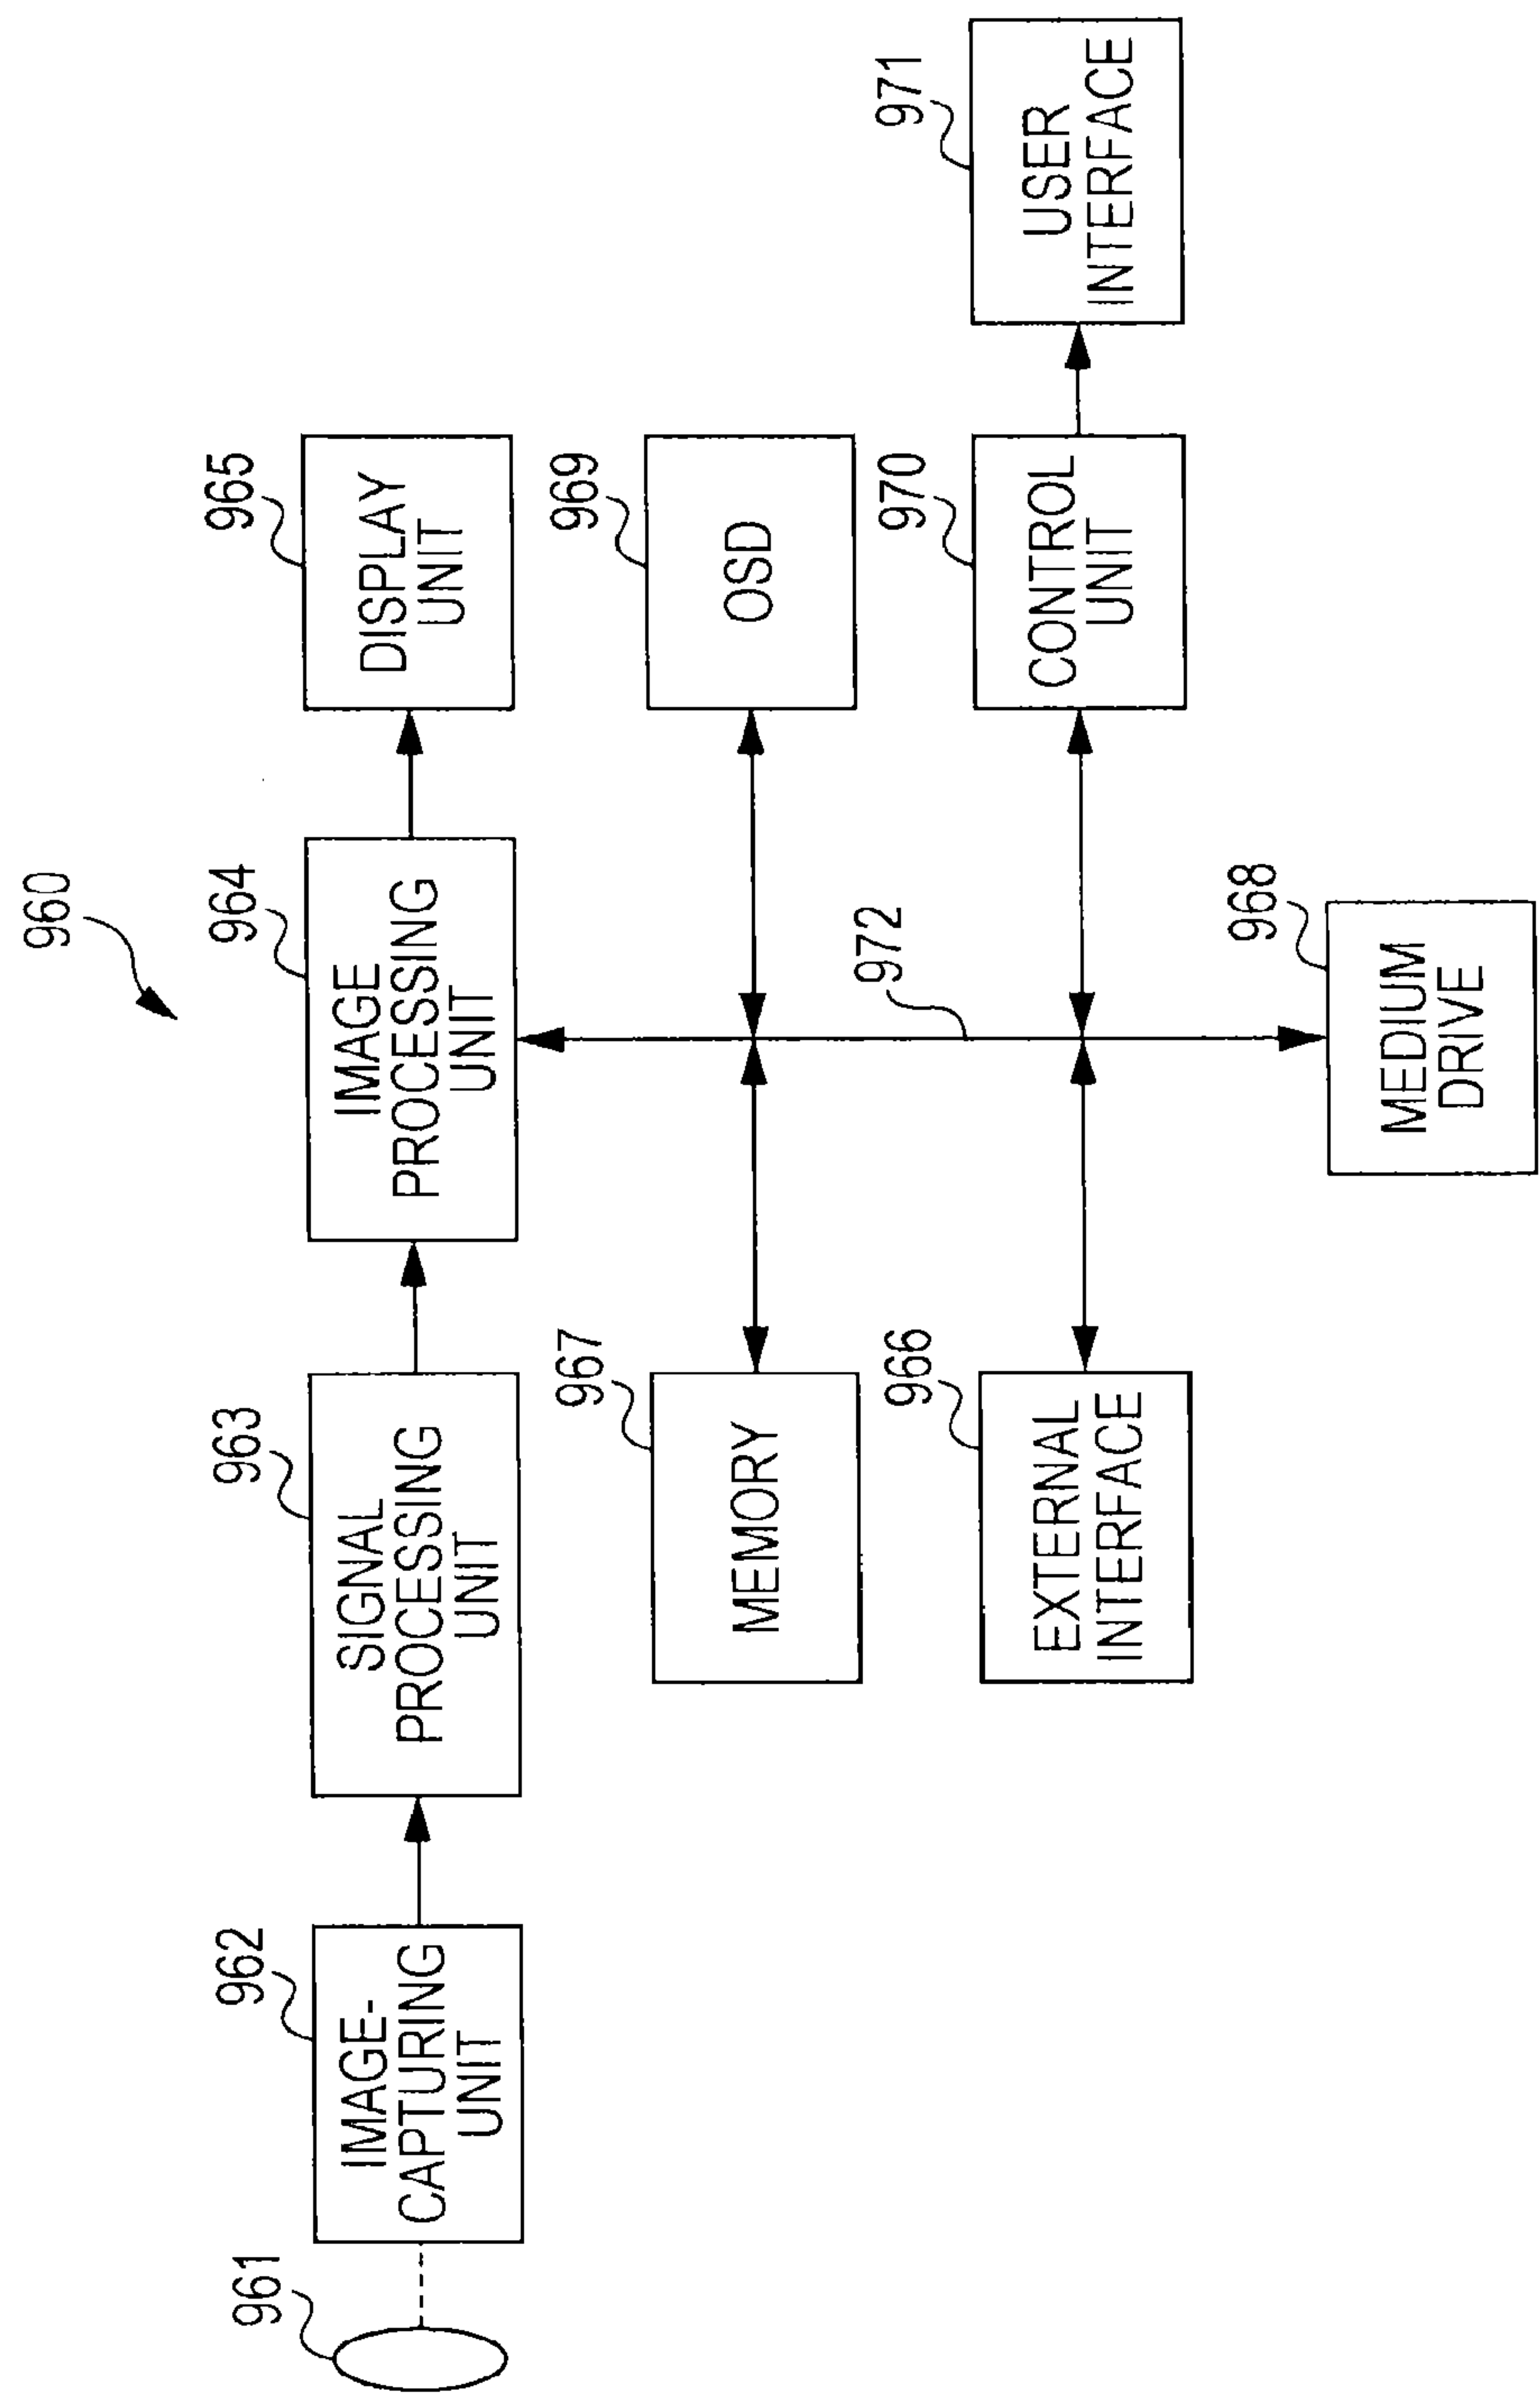 960
961
962
IMAGE-
CAPTURING
UNIT
963
SIGNAL
PROCESSING
UNIT
964
IMAGE
PROCESSING
UNIT
965
DISPLAY
UNIT
967
MEMORY
969
OSD
966
EXTERNAL
INTERFACE
972
970
CONTROL
UNIT
971
USER
INTERFACE
968
MEDIUM
DRIVE